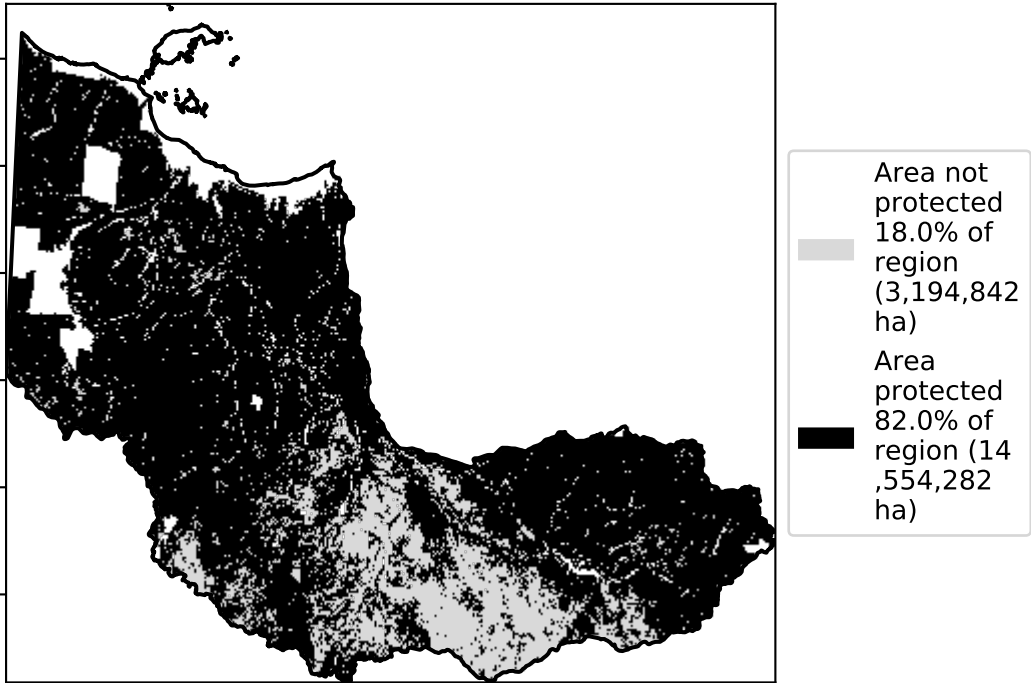 Area not
protected
18.0% of
region
(3,194,842
ha)
Area
protected
82.0% of
region (14
,554,282
ha)